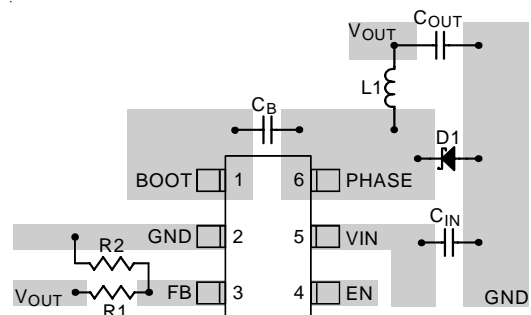 VOUT COUT
L1
CB
D1
BOOT 1 6 PHASE
CIN
GND 2 5 VIN
R2
VOUT R1 FB 3 4 EN GND